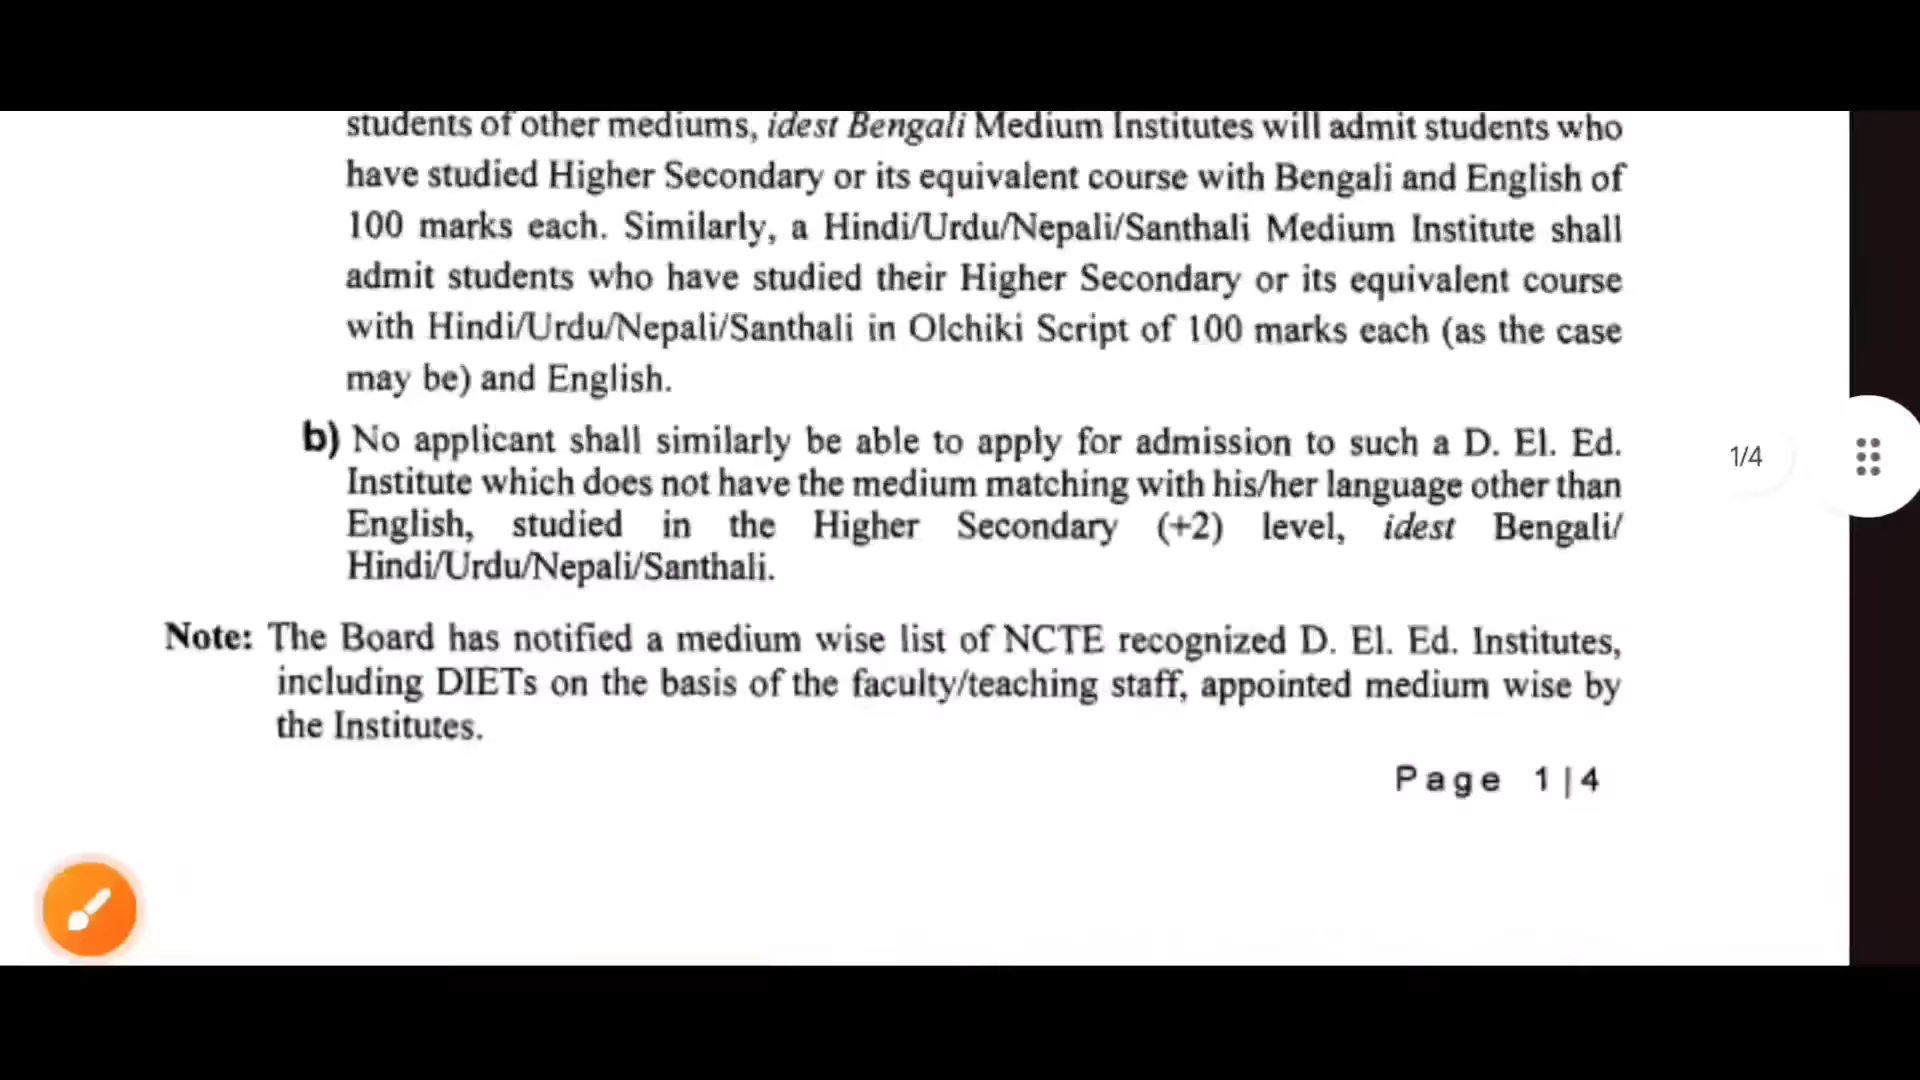 students of other mediums, idest Bengali Medium Institutes will admit students who
have studied Higher Secondary or its equivalent course with Bengali and English of
100 marks each. Similarly, a Hindi/Urdu/Nepali/Santhali Medium Institute shall
admit students who have studied their Higher Secondary or its equivalent course
with Hindi/Urdu/Nepali/Santhali in Olchiki Script of 100 marks each (as the case
may be) and English.
b) No applicant shall similarly be able to apply for admission to such a D. El. Ed.
Institute which does not have the medium matching with his/her language other than
English, studied in the Higher Secondary (+2) level, idest Bengali/
Hindi/Urdu/Nepali/Santhali.
1/4
Note: The Board has notified a medium wise list of NCTE recognized D. El. Ed. Institutes,
including DIETs on the basis of the faculty/teaching staff, appointed medium wise by
the Institutes.
Page 1|4